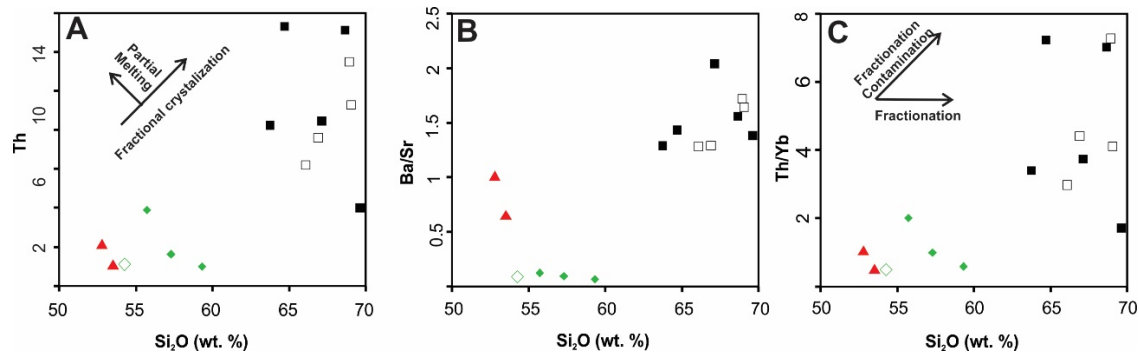 A
Partial
Melting
Fractional crystalization
Th
14
10
6
2
50 55 60 65 70
Si₂O (wt. %)
B
Ba/Sr
2.5
2
1.5
1
0.5
50 55 60 65 70
Si₂O (wt. %)
C
Fractionation
Contamination
Fractionation
Th/Yb
8
6
4
2
50 55 60 65 70
Si₂O (wt. %)